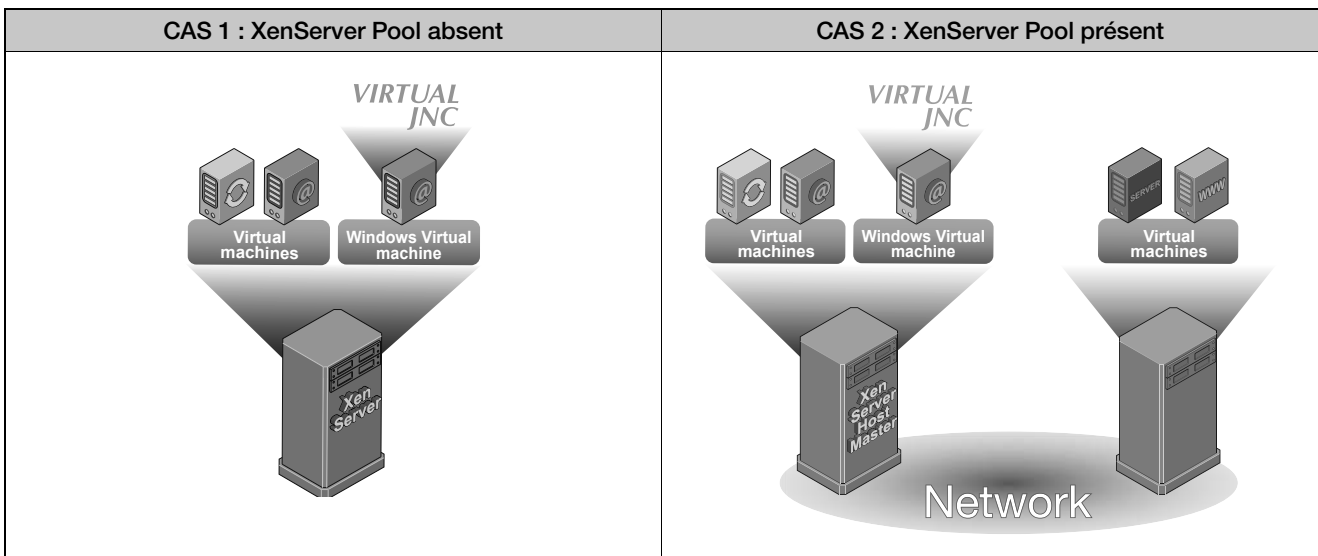 CAS 1 : XenServer Pool absent
CAS 2 : XenServer Pool présent
VIRTUAL
JNC
@
@
Virtual
machines
Windows Virtual
machine
Xen
Server
VIRTUAL
JNC
@
@
SERVER
WWW
Virtual
machines
Windows Virtual
machine
Virtual
machines
Xen
Server
Host
Master
Network